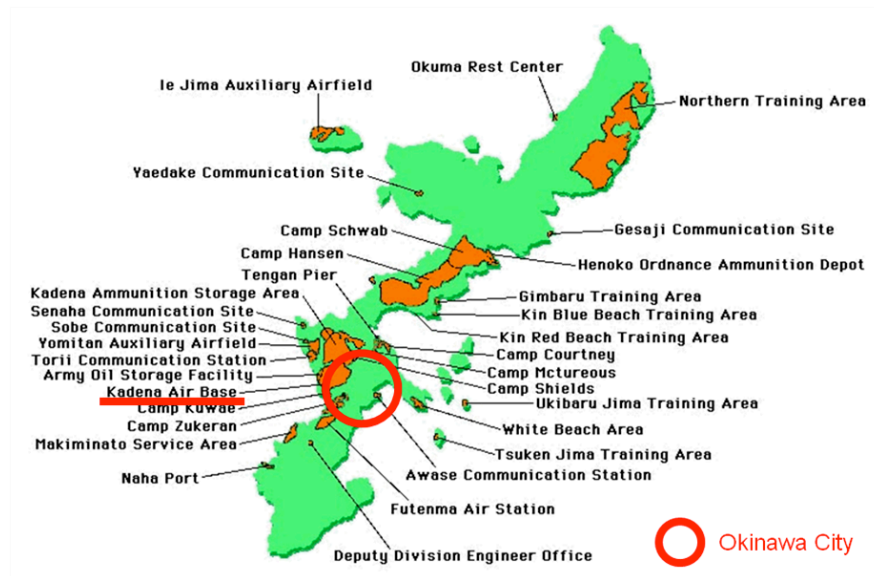 Okuma Rest Center
Ie Jima Auxiliary Airfield
Northern Training Area
Yaedake Communication Site
Camp Schwab
Gesaji Communication Site
Camp Hansen
Henoko Ordnance Ammunition Depot
Tengan Pier
Kadena Ammunition Storage Area
Gimbaru Training Area
Senaha Communication Site
Kin Blue Beach Training Area
Sobe Communication Site
Kin Red Beach Training Area
Yomitan Auxiliary Airfield
Camp Courtney
Torii Communication Station
Camp Mctureous
Army Oil Storage Facility
Camp Shields
Kadena Air Base
Ukibaru Jima Training Area
Camp Kuwae
Camp Zukeran
White Beach Area
Makiminato Service Area
Tsuken Jima Training Area
Naha Port
Awase Communication Station
Futenma Air Station
Okinawa City
Deputy Division Engineer Office